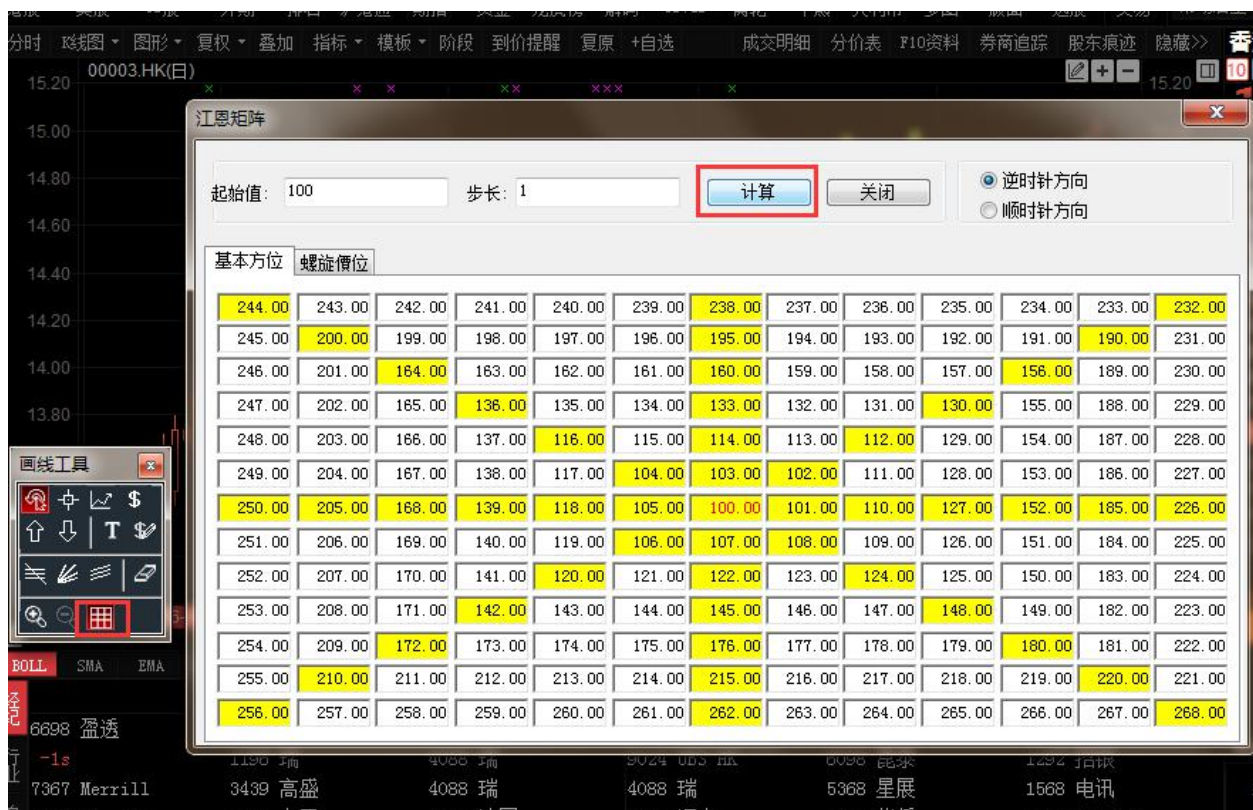 分时 K线图 图形 复权 叠加 指标 模板 阶段 到价提醒 复原 +自选 成交明细 分价表 F10资料 券商追踪 股东痕迹 隐藏>>
00003.HK(日)
15.20 15.20 10
江恩矩阵
15.00
14.80
14.60
14.40
14.20
14.00
13.80
起始值: 100 步长: 1 计算 关闭
逆时针方向
顺时针方向
基本方位 螺旋價位
244.00 243.00 242.00 241.00 240.00 239.00 238.00 237.00 236.00 235.00 234.00 233.00 232.00
245.00 200.00 199.00 198.00 197.00 196.00 195.00 194.00 193.00 192.00 191.00 190.00 231.00
246.00 201.00 164.00 163.00 162.00 161.00 160.00 159.00 158.00 157.00 156.00 189.00 230.00
247.00 202.00 165.00 136.00 135.00 134.00 133.00 132.00 131.00 130.00 155.00 188.00 229.00
248.00 203.00 166.00 137.00 116.00 115.00 114.00 113.00 112.00 129.00 154.00 187.00 228.00
249.00 204.00 167.00 138.00 117.00 104.00 103.00 102.00 111.00 128.00 153.00 186.00 227.00
250.00 205.00 168.00 139.00 118.00 105.00 100.00 101.00 110.00 127.00 152.00 185.00 226.00
251.00 206.00 169.00 140.00 119.00 106.00 107.00 108.00 109.00 126.00 151.00 184.00 225.00
252.00 207.00 170.00 141.00 120.00 121.00 122.00 123.00 124.00 125.00 150.00 183.00 224.00
253.00 208.00 171.00 142.00 143.00 144.00 145.00 146.00 147.00 148.00 149.00 182.00 223.00
254.00 209.00 172.00 173.00 174.00 175.00 176.00 177.00 178.00 179.00 180.00 181.00 222.00
255.00 210.00 211.00 212.00 213.00 214.00 215.00 216.00 217.00 218.00 219.00 220.00 221.00
256.00 257.00 258.00 259.00 260.00 261.00 262.00 263.00 264.00 265.00 266.00 267.00 268.00
画线工具
T
BOLL SMA EMA
6698 盈透
-1s
7367 Merrill 3439 高盛 4088 瑞 4088 瑞 5368 星展 1568 电讯